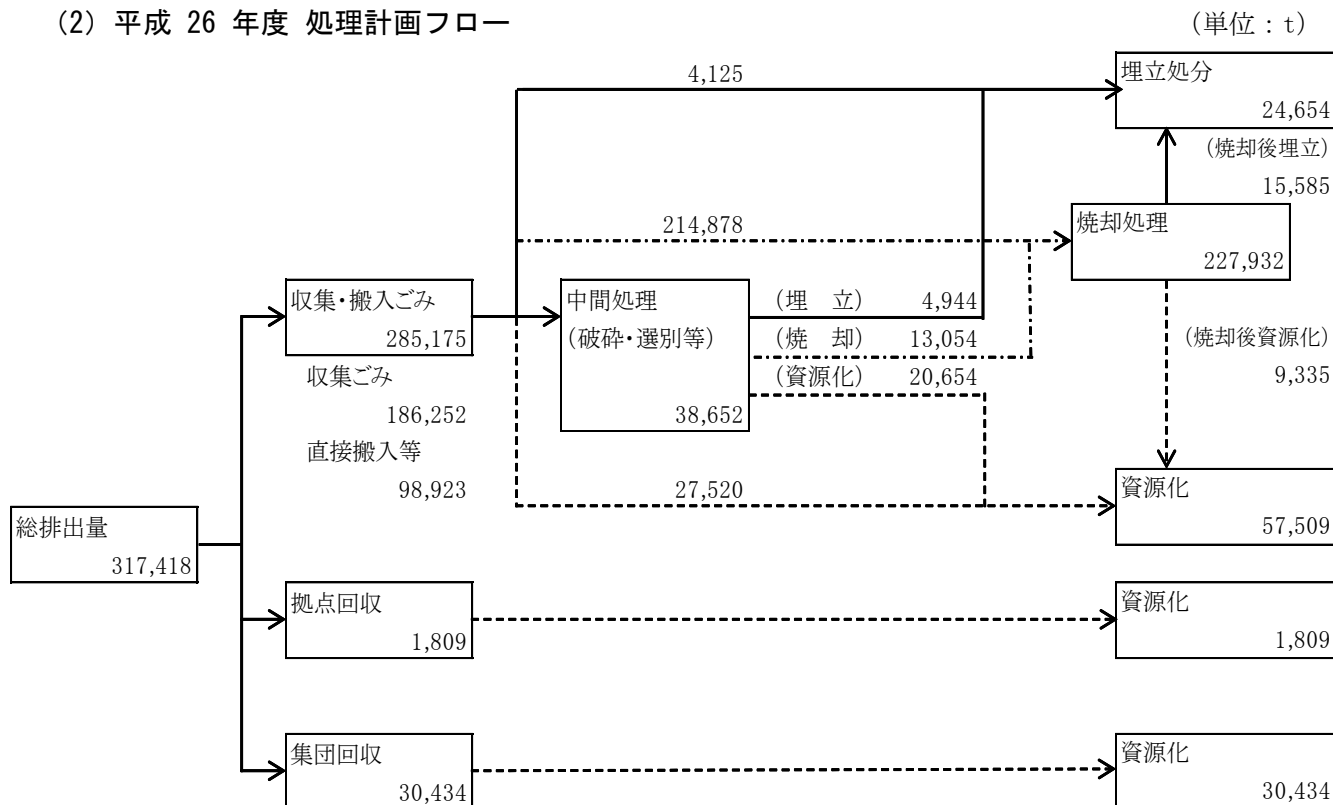 (2) 平成 26 年度 処理計画フロー
(単位:t)
4,125
埋立処分
24,654
(焼却後埋立)
15,585
214,878
焼却処理
227,932
収集・搬入ごみ
285,175
収集ごみ
186,252
直接搬入等
98,923
中間処理
(破砕・選別等)
38,652
(埋 立) 4,944
(焼 却) 13,054
(資源化) 20,654
(焼却後資源化)
9,335
27,520
資源化
57,509
総排出量
317,418
拠点回収
1,809
資源化
1,809
集団回収
30,434
資源化
30,434